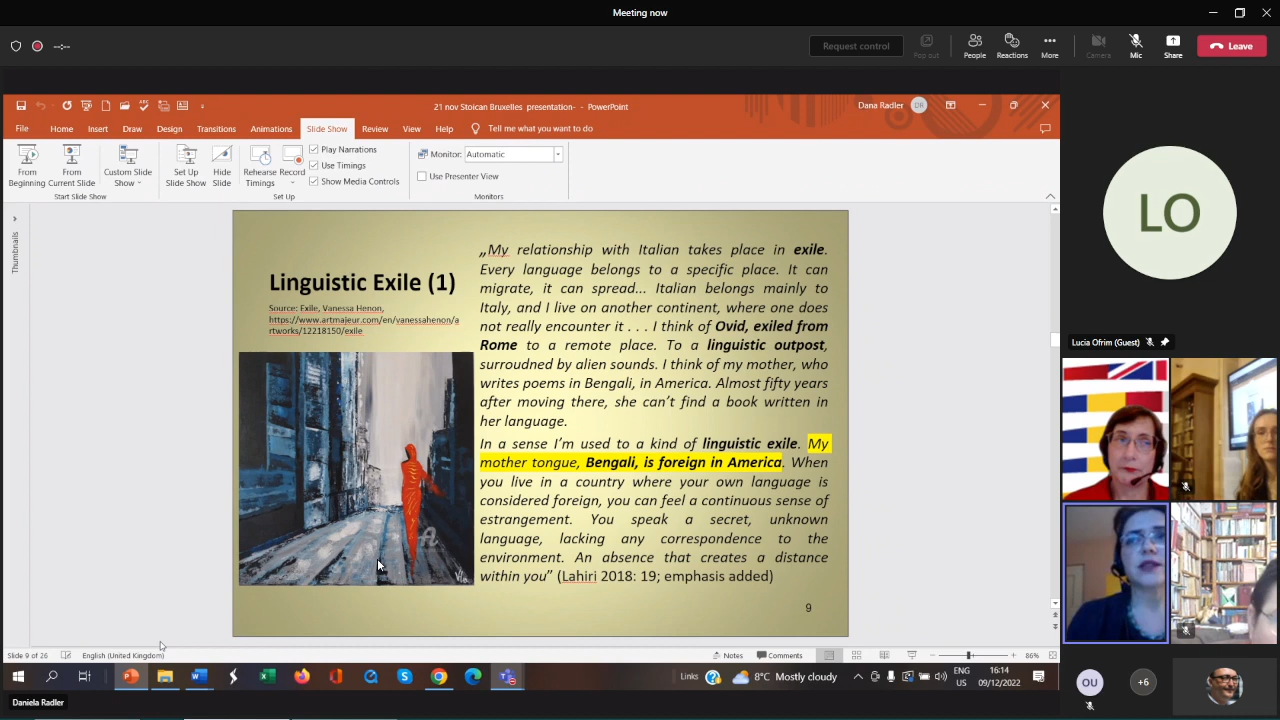 Meeting now
--:--
Request control
Pop out
People
Reactions
More
Camera
Mic
Share
Leave
21 nov Stoican Bruxelles presentation- - PowerPoint
Dana Radler
DR
File Home Insert Draw Design Transitions Animations Slide Show Review View Help Tell me what you want to do
From Beginning
From Current Slide
Custom Slide Show
Set Up Slide Show
Hide Slide
Rehearse Timings
Record
Play Narrations
Use Timings
Show Media Controls
Monitor: Automatic
Use Presenter View
Start Slide Show
Set Up
Monitors
Thumbnails
Linguistic Exile (1)
Source: Exile, Vanessa Henon,
https://www.artmajeur.com/en/vanessahenon/a
rtworks/12218150/exile
„My relationship with Italian takes place in exile.
Every language belongs to a specific place. It can
migrate, it can spread... Italian belongs mainly to
Italy, and I live on another continent, where one does
not really encounter it . . . I think of Ovid, exiled from
Rome to a remote place. To a linguistic outpost,
surroudned by alien sounds. I think of my mother, who
writes poems in Bengali, in America. Almost fifty years
after moving there, she can't find a book written in
her language.
In a sense I'm used to a kind of linguistic exile. My
mother tongue, Bengali, is foreign in America. When
you live in a country where your own language is
considered foreign, you can feel a continuous sense of
estrangement. You speak a secret, unknown
language, lacking any correspondence to the
environment. An absence that creates a distance
within you" (Lahiri 2018: 19; emphasis added)
9
LO
Lucia Ofrim (Guest)
Slide 9 of 26
English (United Kingdom)
Notes
Comments
86%
Links
8°C Mostly cloudy
ENG
US
16:14
09/12/2022
Daniela Radler
OU
+6